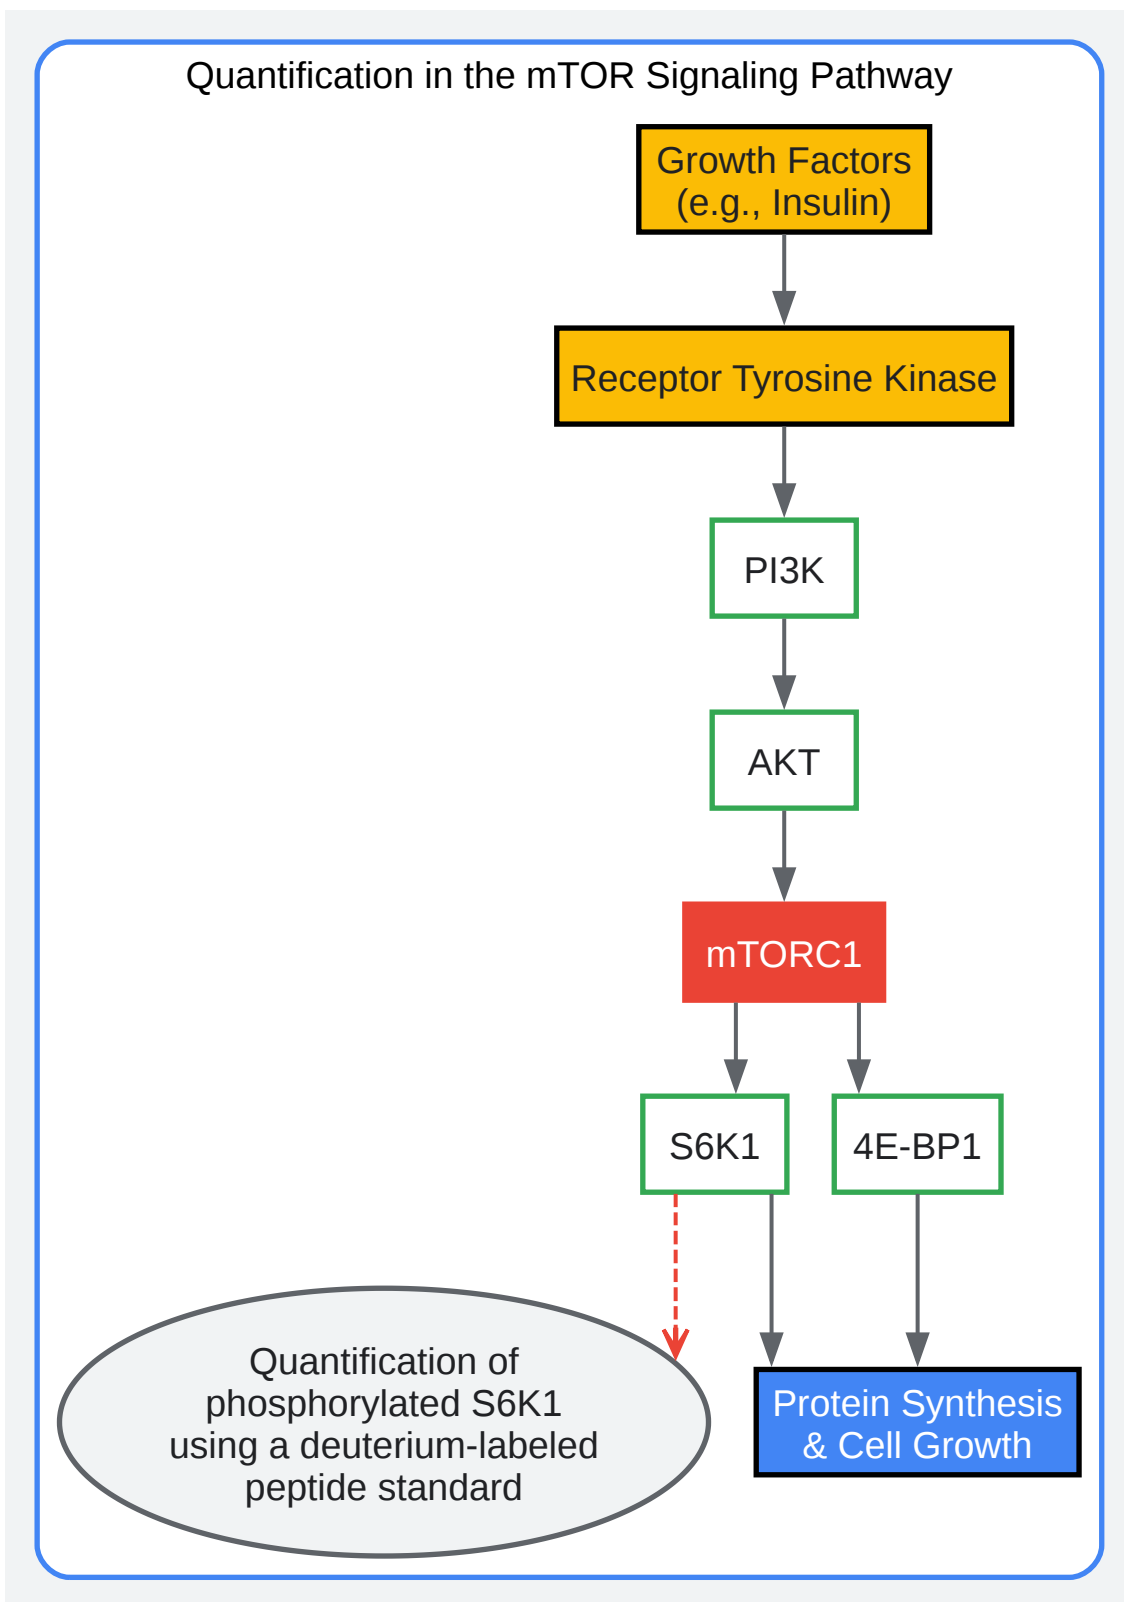 Quantification in the mTOR Signaling Pathway
Growth Factors
(e.g., Insulin)
Receptor Tyrosine Kinase
PI3K
AKT
mTORC1
S6K1
4E-BP1
Quantification of
phosphorylated S6K1
using a deuterium-labeled
peptide standard
Protein Synthesis
& Cell Growth